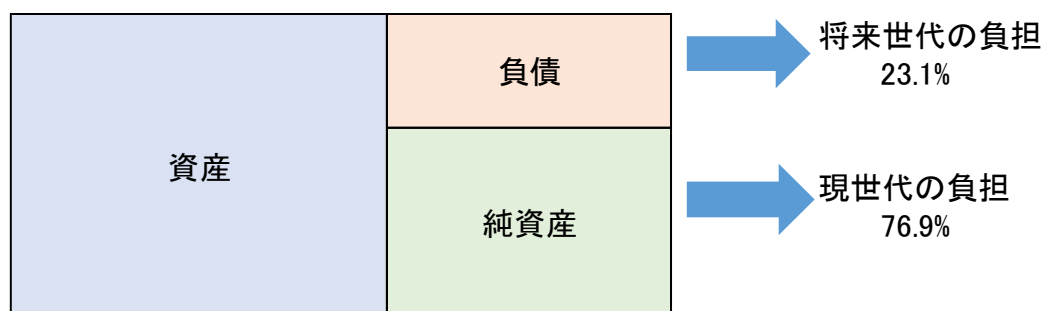 資産
負債
純資産
将来世代の負担
23.1%
現世代の負担
76.9%